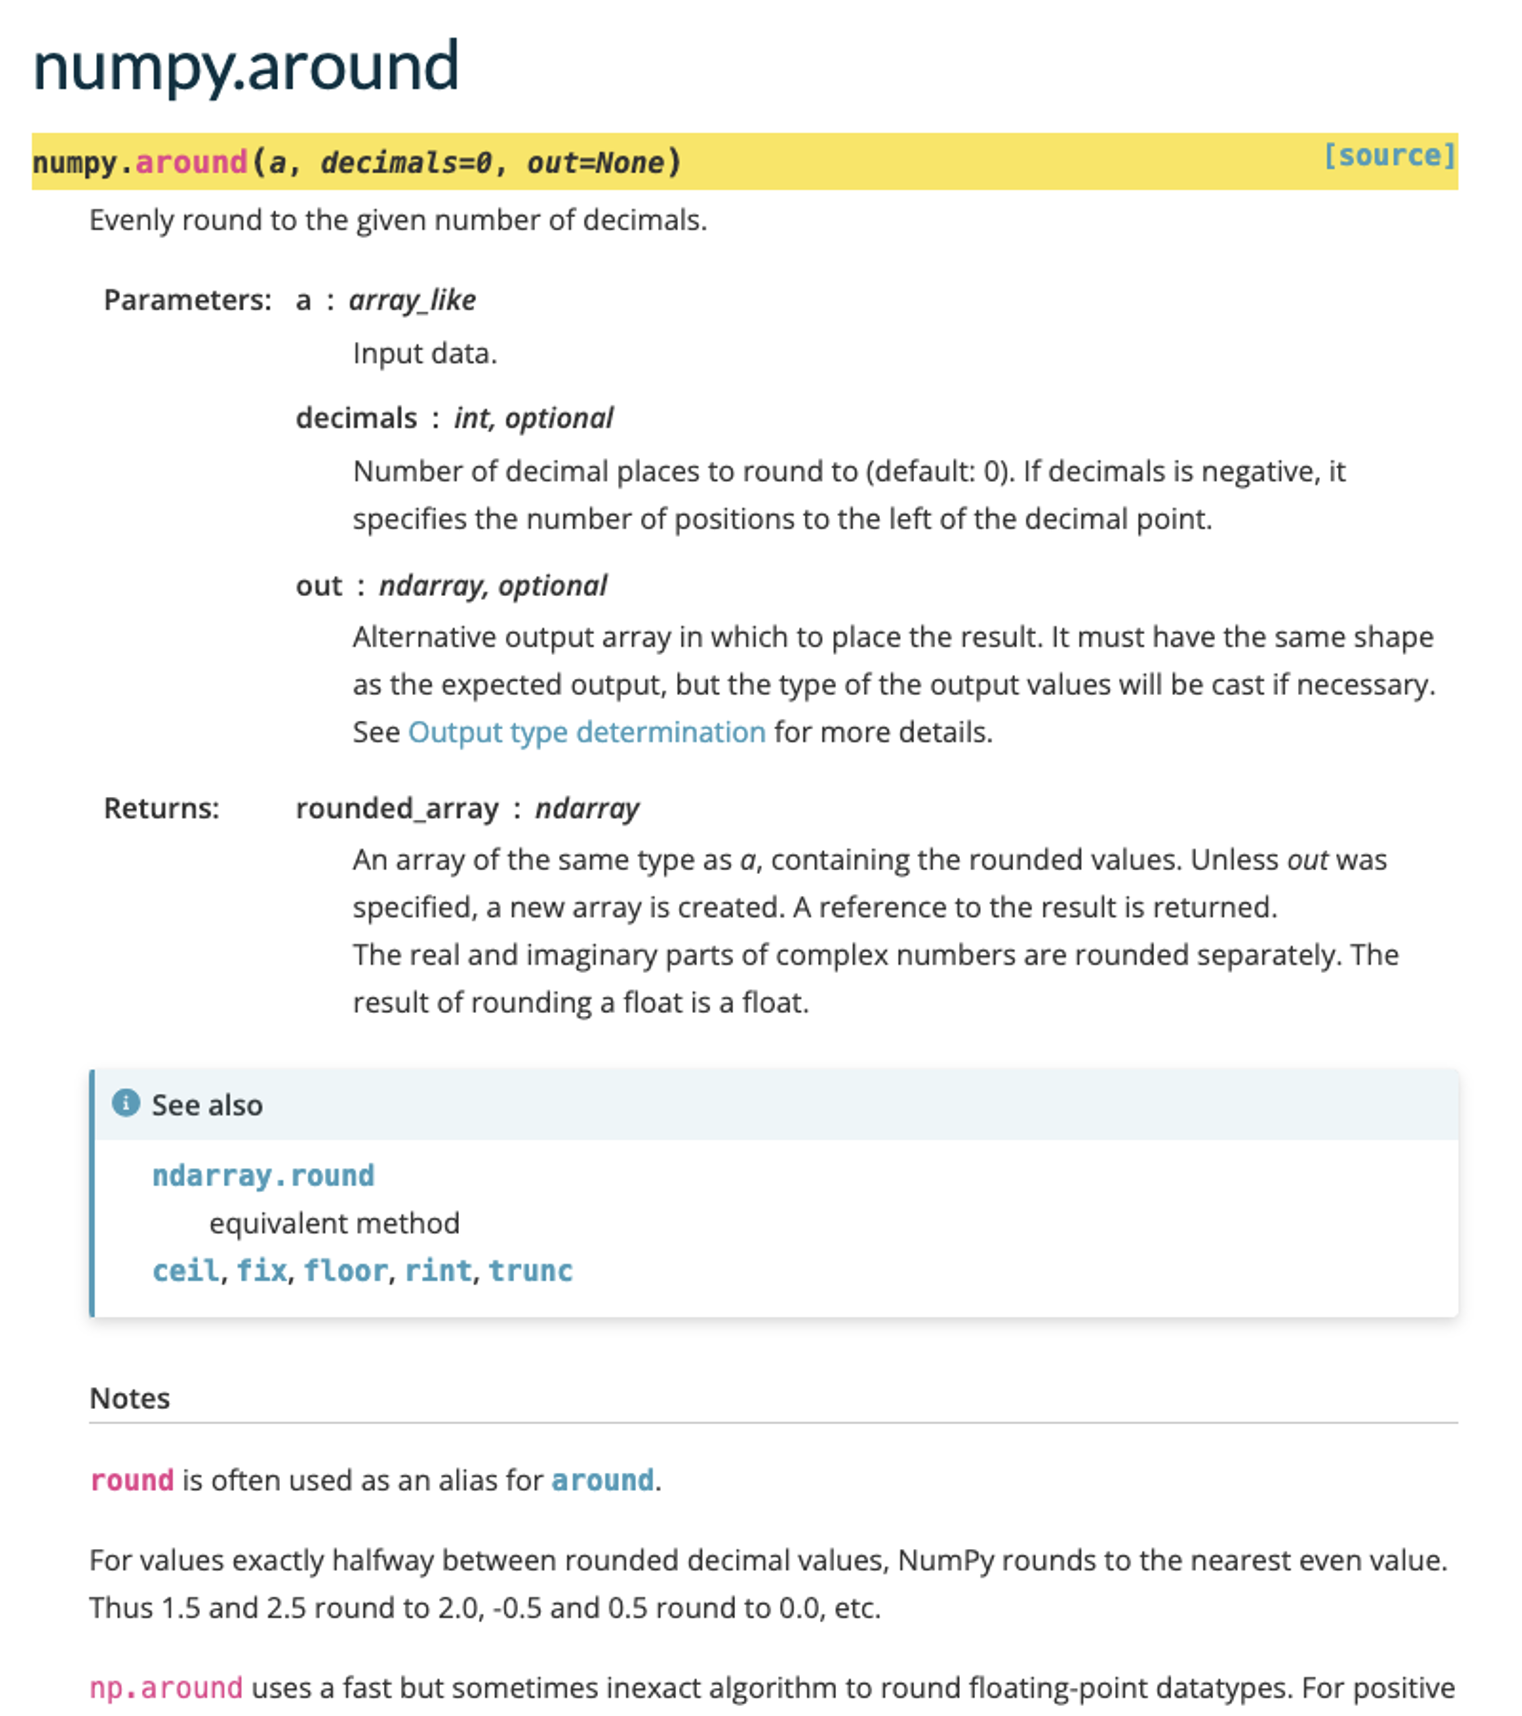 numpy.around
numpy.around(a, decimals=0, out=None) [source]
Evenly round to the given number of decimals.
Parameters: a : array_like
Input data.
decimals : int, optional
Number of decimal places to round to (default: 0). If decimals is negative, it
specifies the number of positions to the left of the decimal point.
out : ndarray, optional
Alternative output array in which to place the result. It must have the same shape
as the expected output, but the type of the output values will be cast if necessary.
See Output type determination for more details.
Returns: rounded_array : ndarray
An array of the same type as a, containing the rounded values. Unless out was
specified, a new array is created. A reference to the result is returned.
The real and imaginary parts of complex numbers are rounded separately. The
result of rounding a float is a float.
See also
ndarray.round
equivalent method
ceil, fix, floor, rint, trunc
Notes
round is often used as an alias for around.
For values exactly halfway between rounded decimal values, NumPy rounds to the nearest even value.
Thus 1.5 and 2.5 round to 2.0, -0.5 and 0.5 round to 0.0, etc.
np.around uses a fast but sometimes inexact algorithm to round floating-point datatypes. For positive